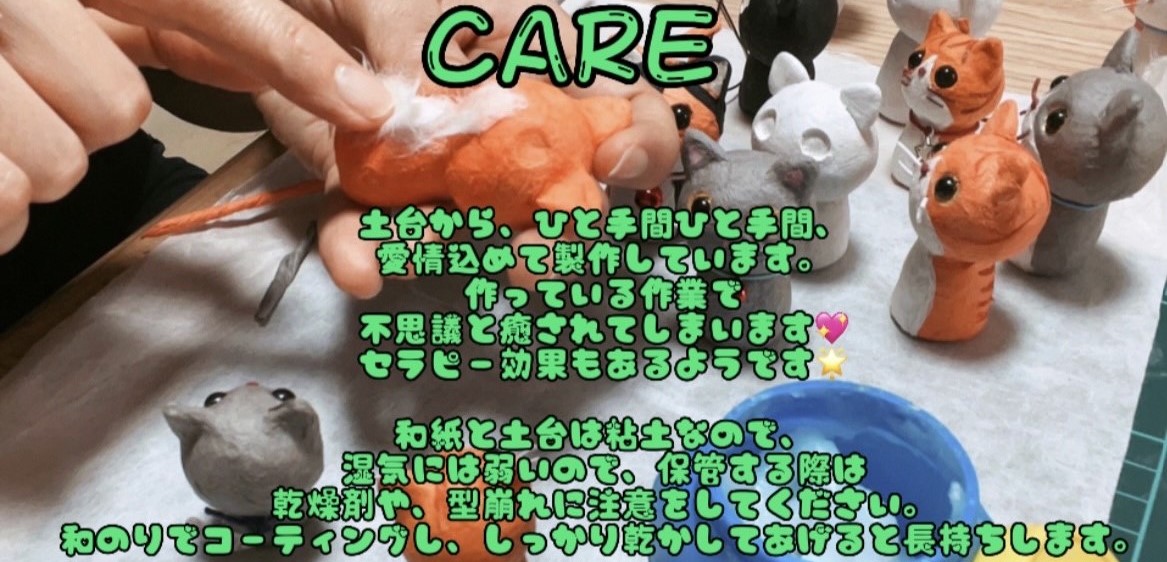 CARE
土台から、ひと手間ひと手間、
愛情込めて製作しています。
作っている作業で
不思議と癒されてしまいます💖
セラピー効果もあるようです⭐
和紙と土台は粘土なので、
湿気には弱いので、保管する際は
乾燥剤や、型崩れに注意をしてください。
和のりでコーティングし、しっかり乾かしてあげると長持ちします。